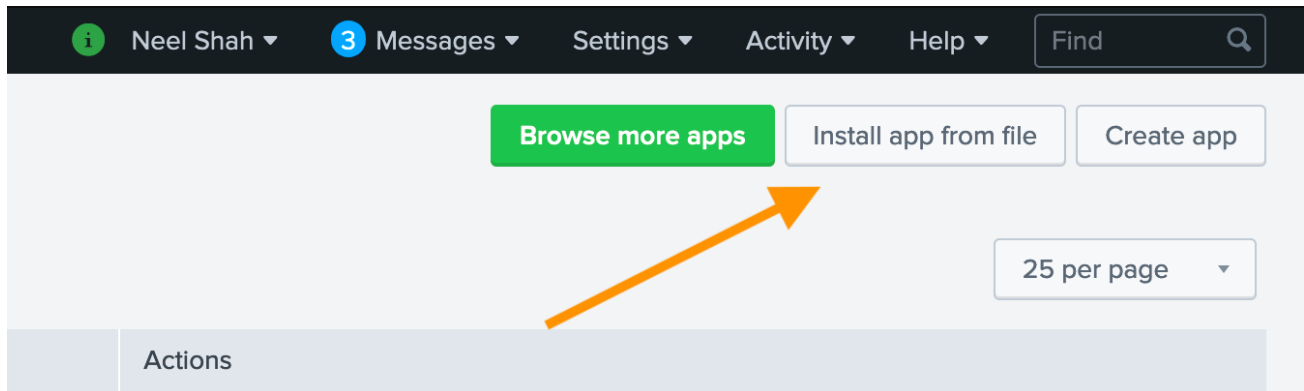 i Neel Shah 3 Messages Settings Activity Help Find
Browse more apps Install app from file Create app
25 per page
Actions